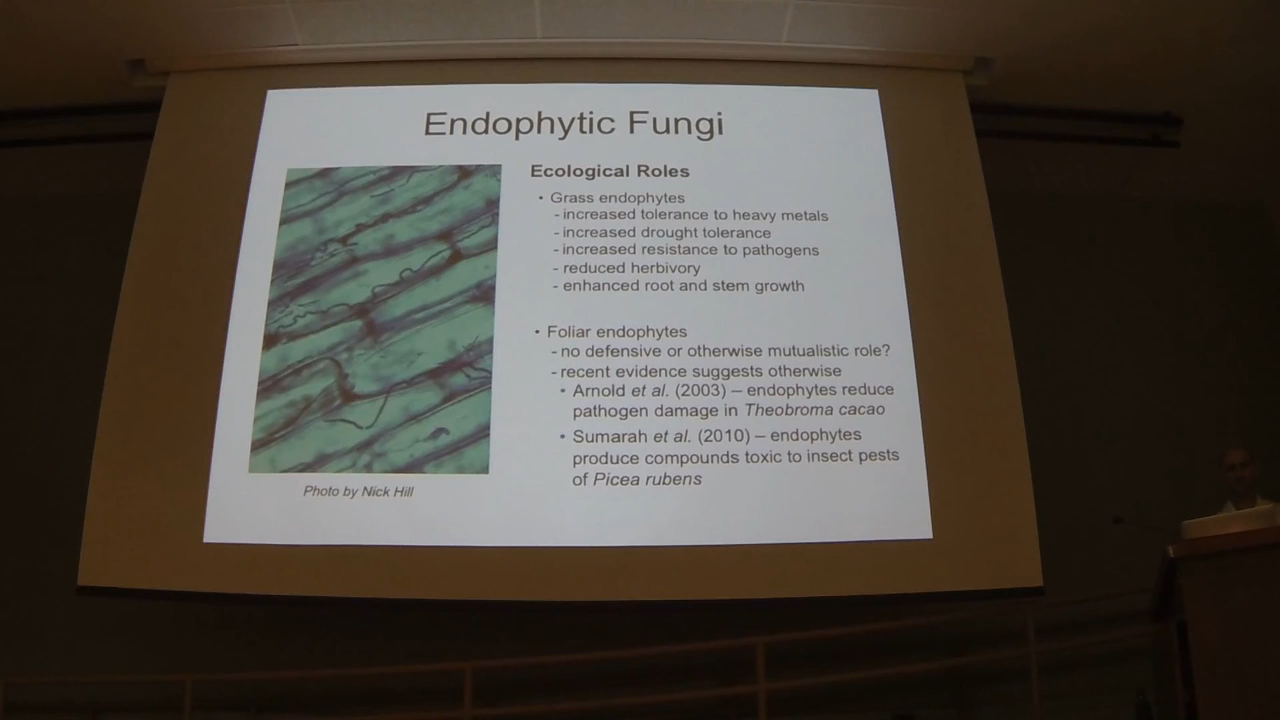 Endophytic Fungi
Ecological Roles
• Grass endophytes
- increased tolerance to heavy metals
- increased drought tolerance
- increased resistance to pathogens
- reduced herbivory
- enhanced root and stem growth
• Foliar endophytes
- no defensive or otherwise mutualistic role?
- recent evidence suggests otherwise
• Arnold et al. (2003) – endophytes reduce
pathogen damage in Theobroma cacao
• Sumarah et al. (2010) – endophytes
produce compounds toxic to insect pests
of Picea rubens
Photo by Nick Hill